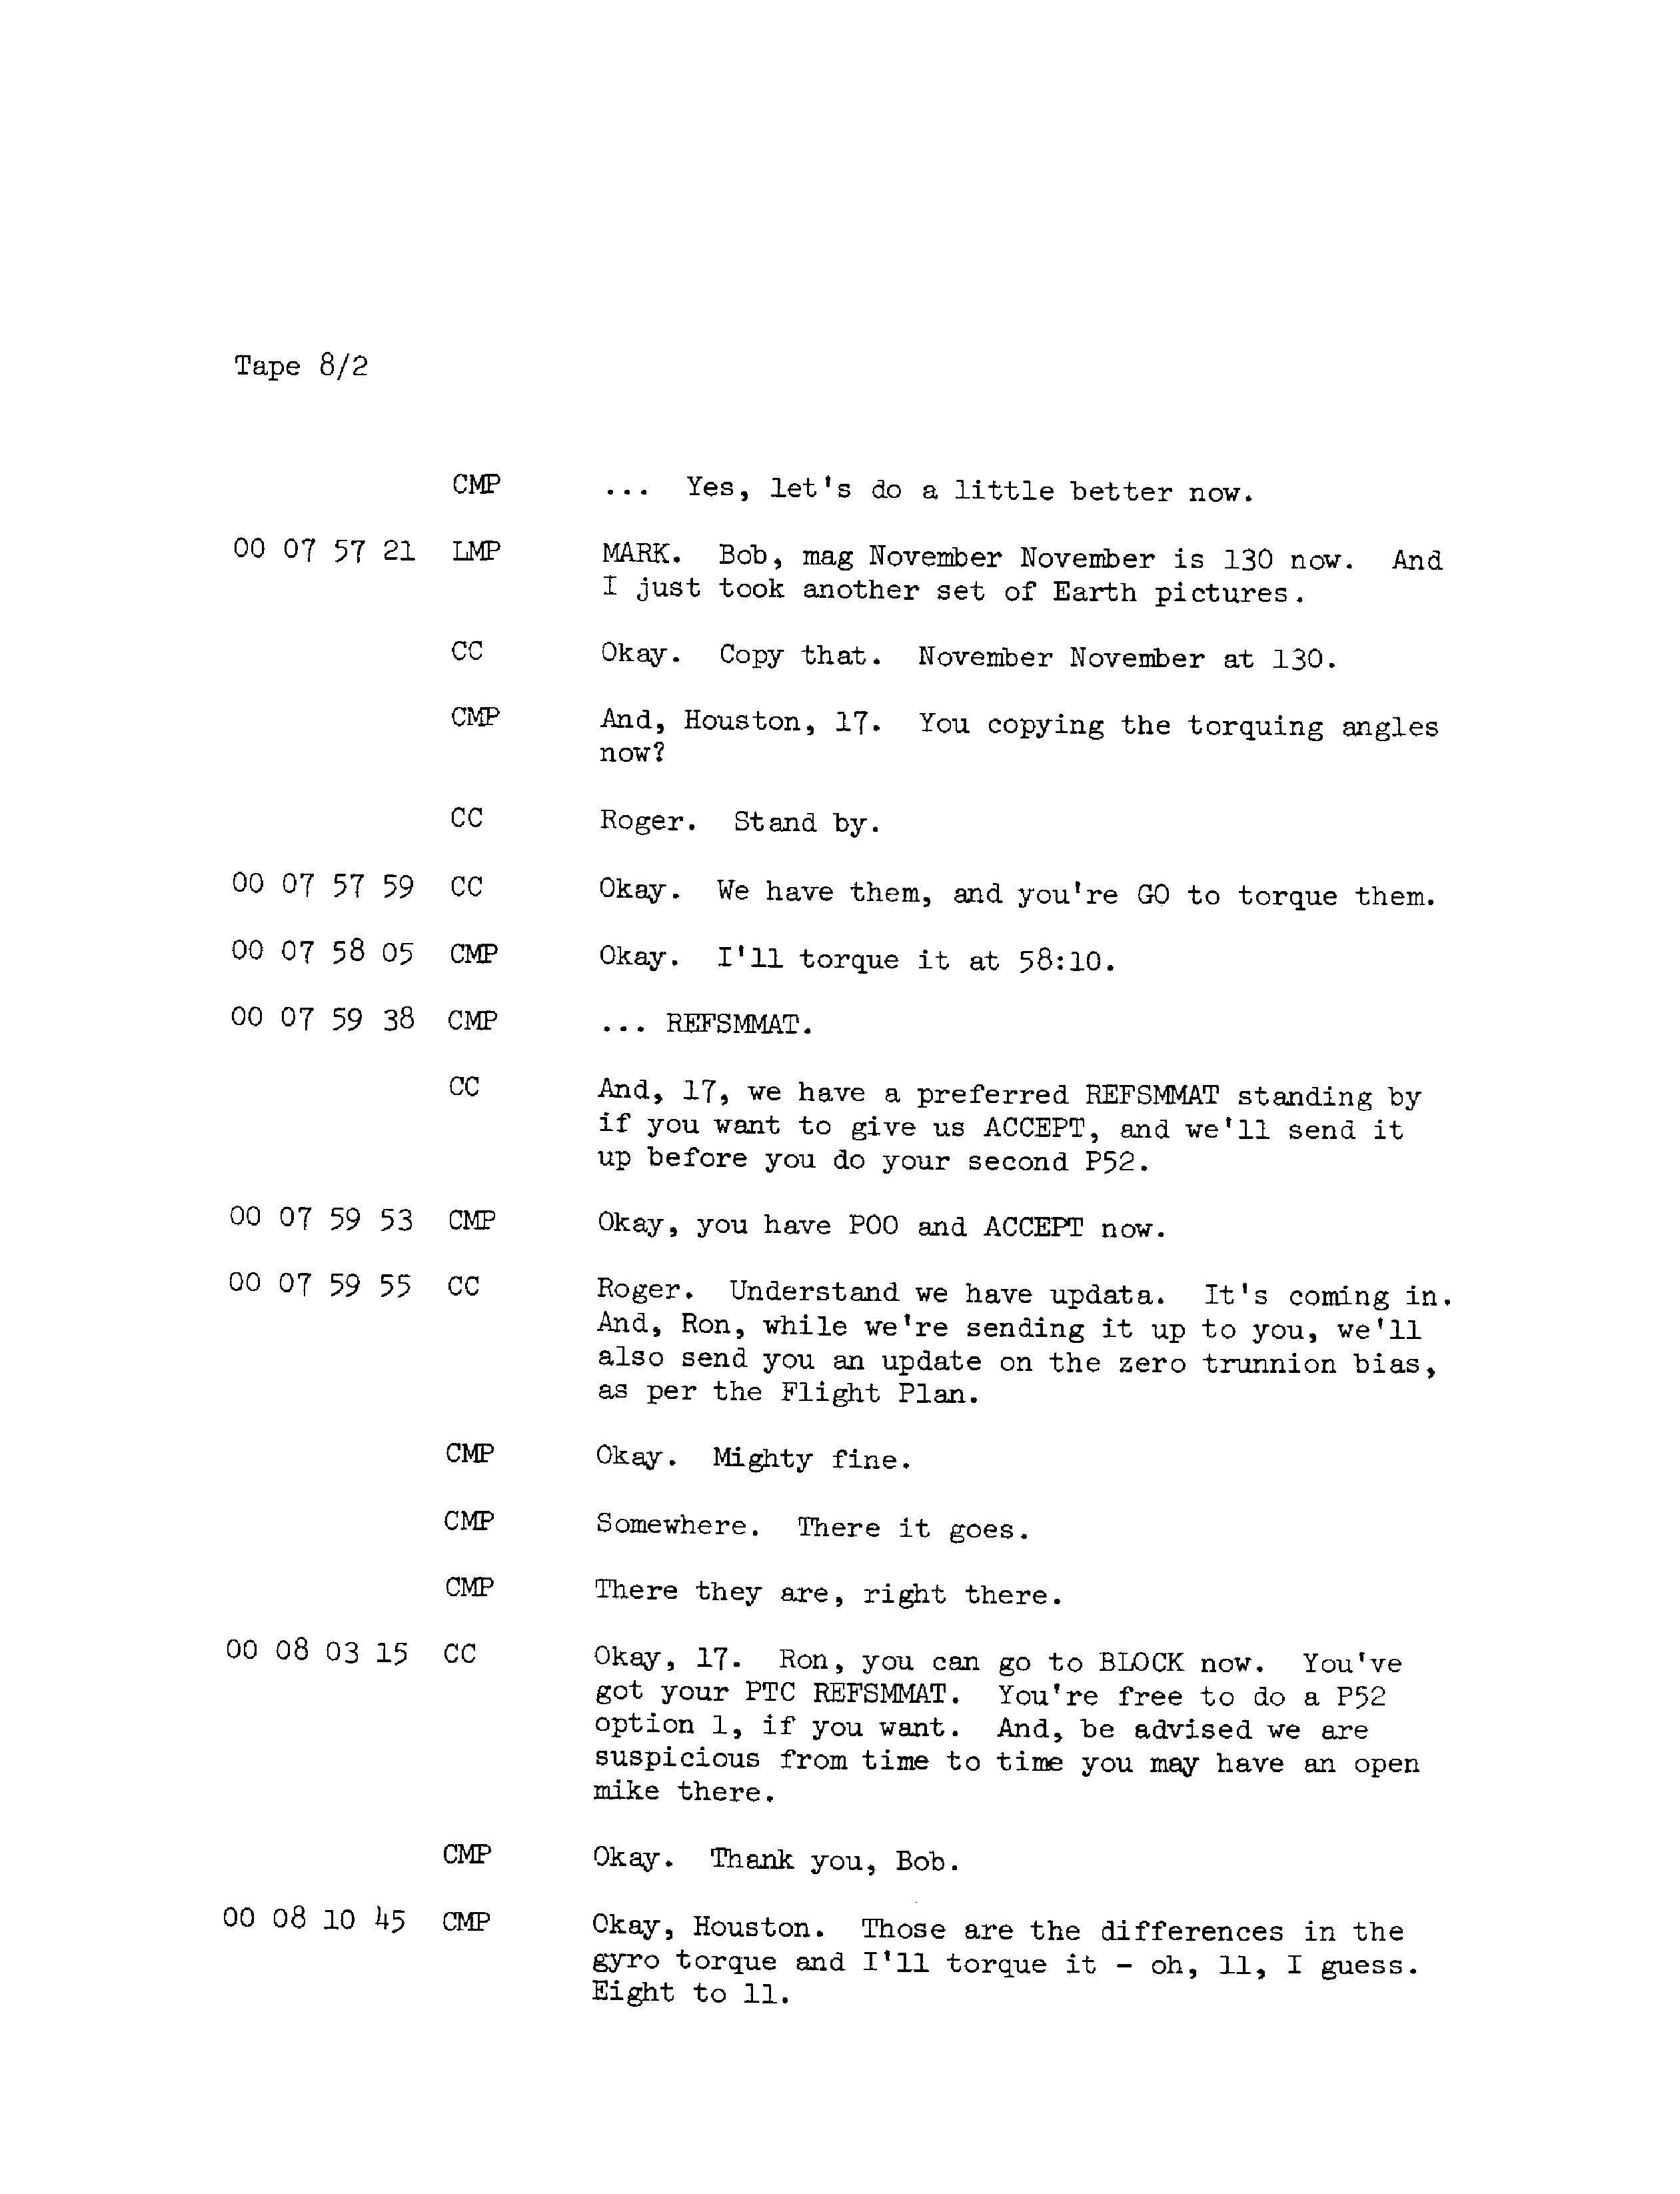 Tape 8/2
CMP ... Yes, let's do a little better now.
00 07 57 21 LMP MARK. Bob, mag November November is 130 now. And
I just took another set of Earth pictures.
CC Okay. Copy that. November November at 130.
CMP And, Houston, 17. You copying the torquing angles
now?
CC Roger. Stand by.
00 07 57 59 CC Okay. We have them, and you're GO to torque them.
00 07 58 05 CMP Okay. I'll torque it at 58:10.
00 07 59 38 CMP ... REFSMMAT.
CC And, 17, we have a preferred REFSMMAT standing by
if you want to give us ACCEPT, and we'll send it
up before you do your second P52.
00 07 59 53 CMP Okay, you have POO and ACCEPT now.
00 07 59 55 CC Roger. Understand we have updata. It's coming in.
And, Ron, while we're sending it up to you, we'll
also send you an update on the zero trunnion bias,
as per the Flight Plan.
CMP Okay. Mighty fine.
CMP Somewhere. There it goes.
CMP There they are, right there.
00 08 03 15 CC Okay, 17. Ron, you can go to BLOCK now. You've
got your PTC REFSMMAT. You're free to do a P52
option 1, if you want. And, be advised we are
suspicious from time to time you may have an open
mike there.
CMP Okay. Thank you, Bob.
00 08 10 45 CMP Okay, Houston. Those are the differences in the
gyro torque and I'll torque it - oh, 11, I guess.
Eight to 11.